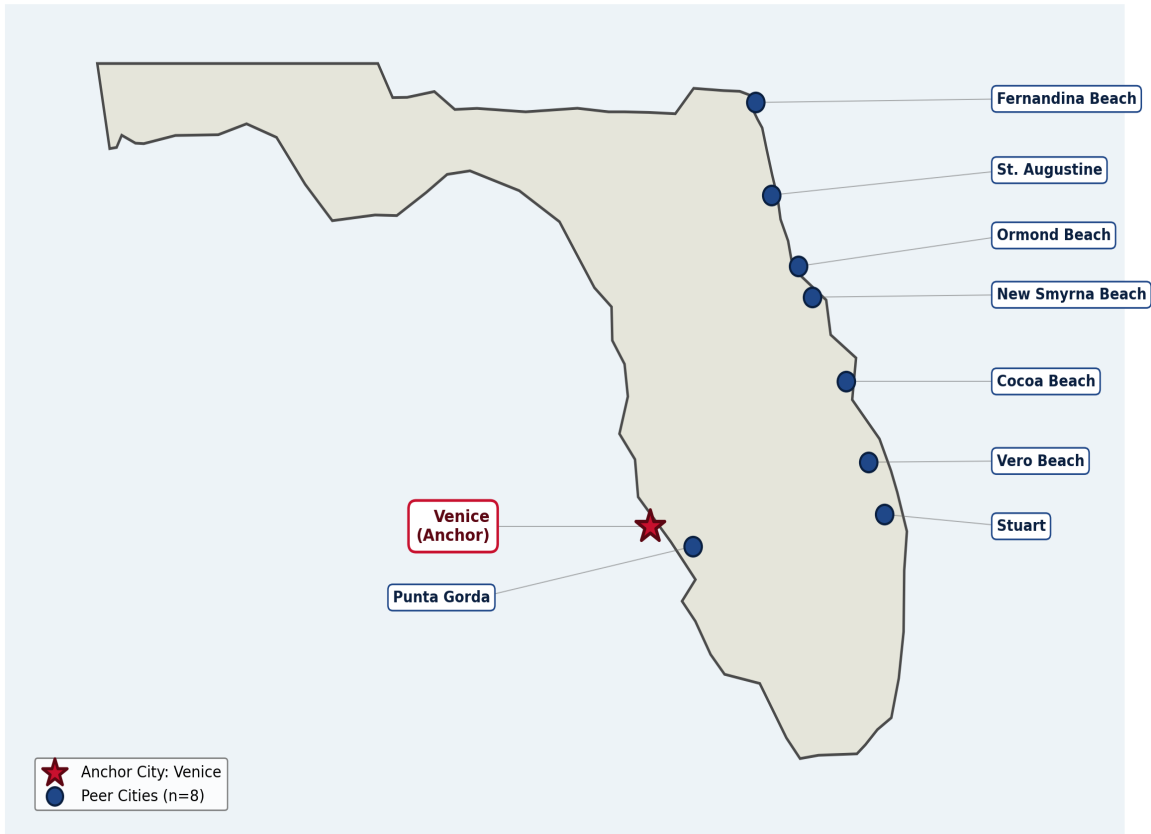 Fernandina Beach
St. Augustine
Ormond Beach
New Smyrna Beach
Cocoa Beach
Vero Beach
Venice
(Anchor)
Stuart
Punta Gorda
Anchor City: Venice
Peer Cities (n=8)